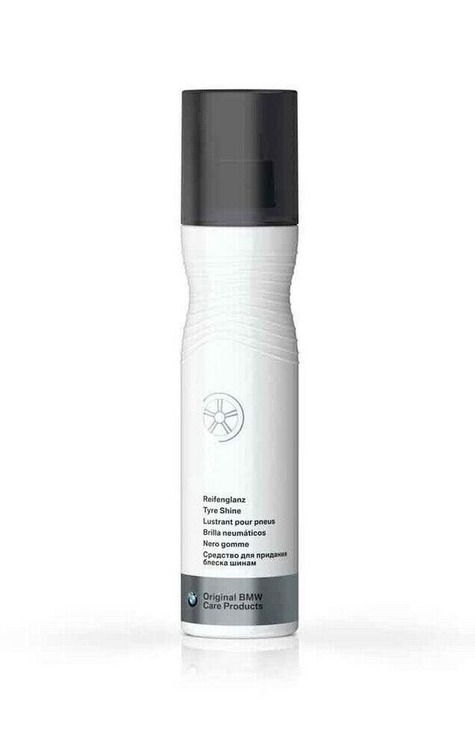 Reifenglanz
Tyre Shine
Lustrant pour pneus
Brilla neumáticos
Nero gomme
Средство для придания
блеска шинам
Original BMW
Care Products